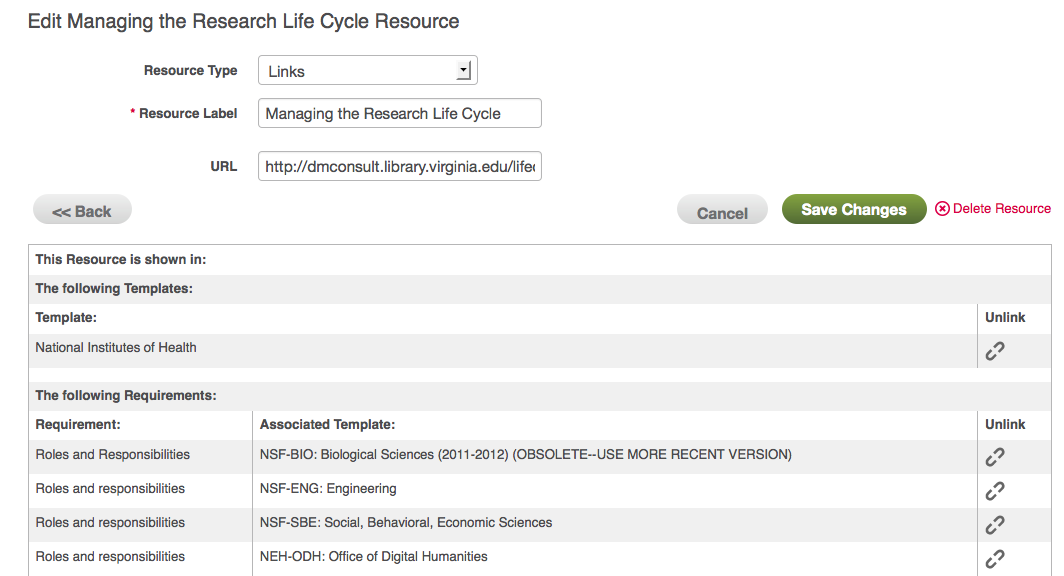 Edit Managing the Research Life Cycle Resource
Resource Type Links
* Resource Label Managing the Research Life Cycle
URL http://dmconsult.library.virginia.edu/life
<< Back Cancel Save Changes Delete Resource
This Resource is shown in:
The following Templates:
Template: Unlink
National Institutes of Health
The following Requirements:
Requirement: Associated Template: Unlink
Roles and Responsibilities NSF-BIO: Biological Sciences (2011-2012) (OBSOLETE--USE MORE RECENT VERSION)
Roles and responsibilities NSF-ENG: Engineering
Roles and responsibilities NSF-SBE: Social, Behavioral, Economic Sciences
Roles and responsibilities NEH-ODH: Office of Digital Humanities